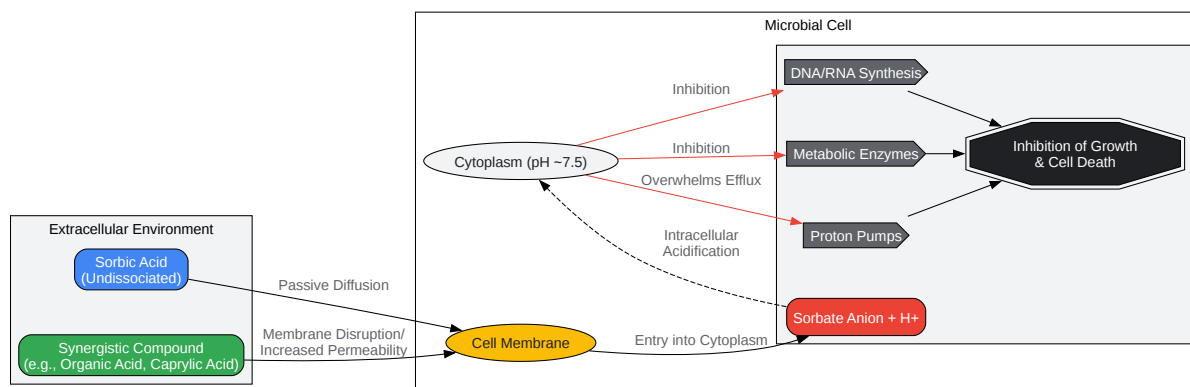 Microbial Cell
DNA/RNA Synthesis
Inhibition
Inhibition of Growth
& Cell Death
Inhibition
Metabolic Enzymes
Cytoplasm (pH ~7.5)
Overwhelms Efflux
Proton Pumps
Extracellular Environment
Intracellular
Acidification
Sorbic Acid
(Undissociated)
Passive Diffusion
Sorbate Anion + H+
Membrane Disruption/
Increased Permeability
Cell Membrane
Entry into Cytoplasm
Synergistic Compound
(e.g., Organic Acid, Caprylic Acid)